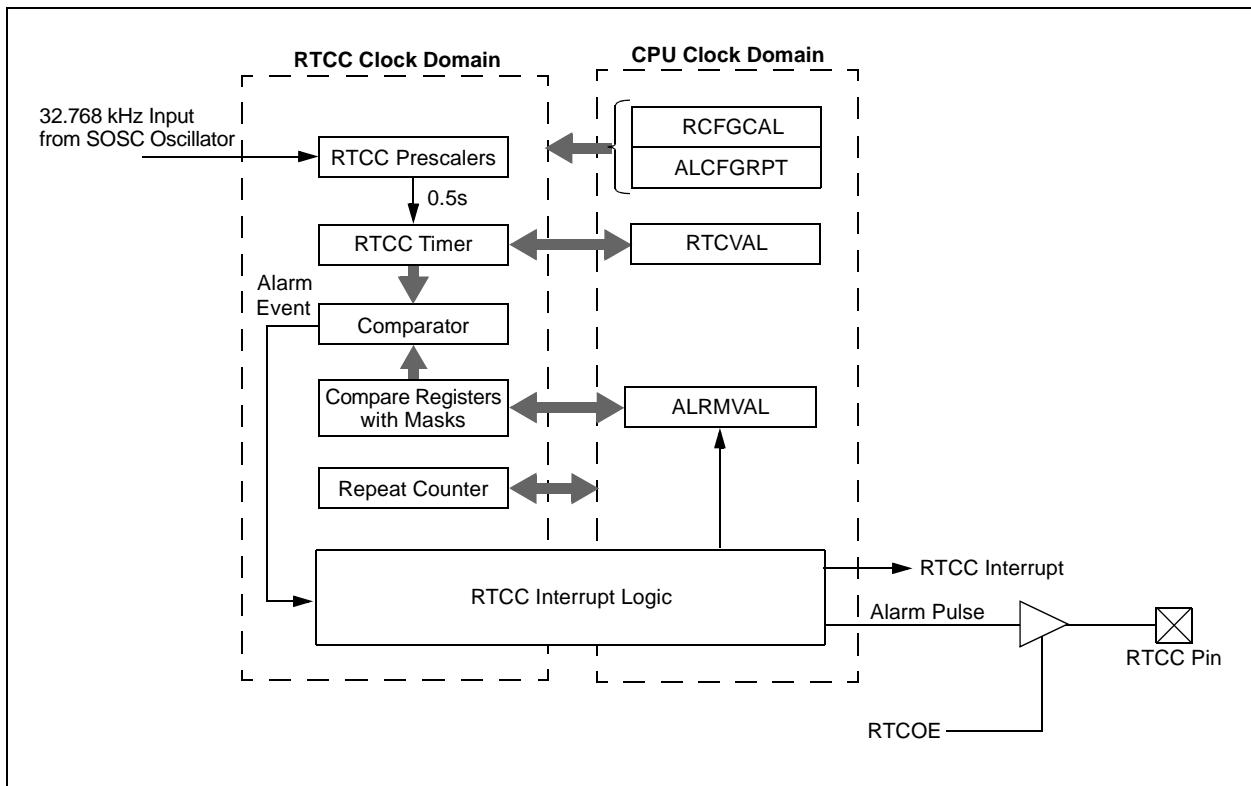 RTCC Clock Domain
CPU Clock Domain
32.768 kHz Input
from SOSC Oscillator
RTCC Prescalers
RCFGCAL
ALCFGRPT
0.5s
RTCC Timer
RTCVAL
Alarm
Event
Comparator
Compare Registers
with Masks
ALRMVAL
Repeat Counter
RTCC Interrupt Logic
RTCC Interrupt
Alarm Pulse
RTCC Pin
RTCOE